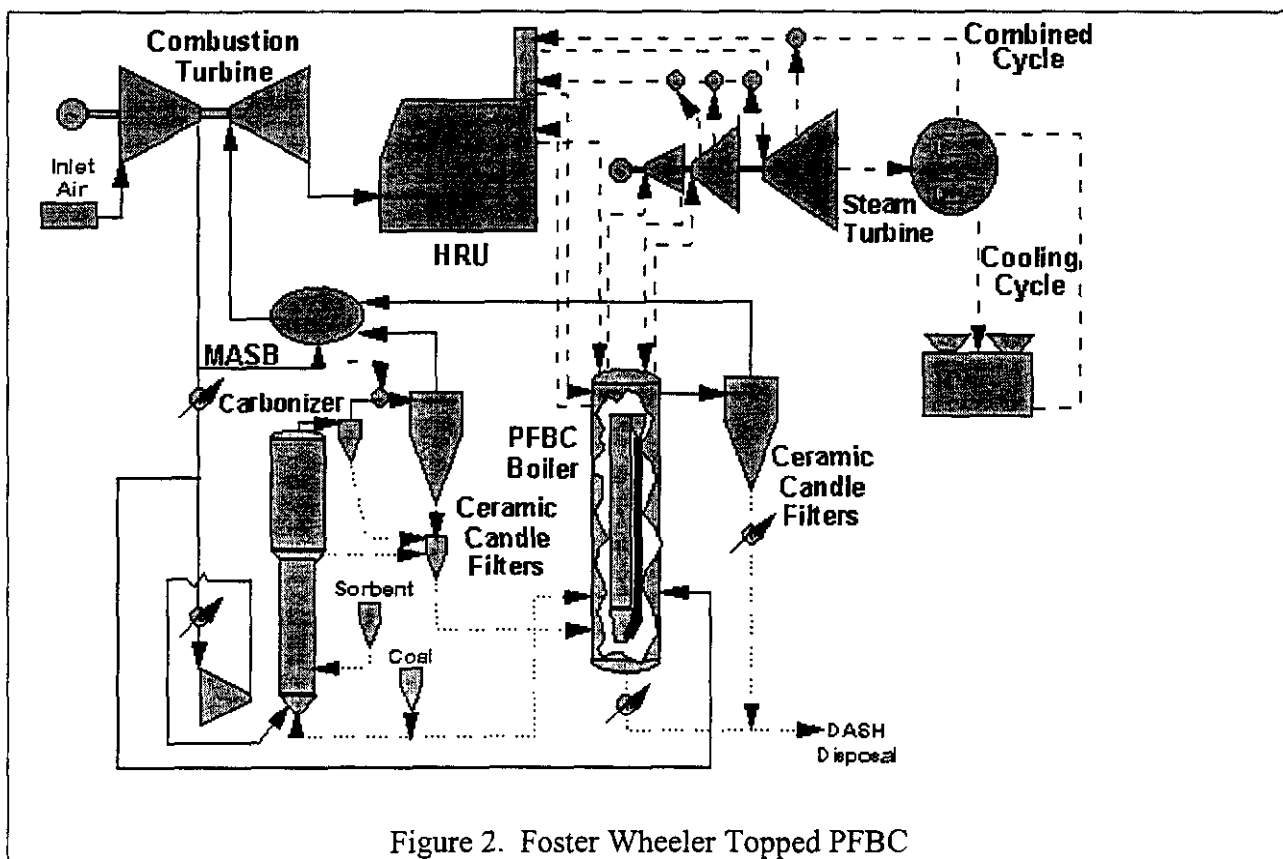 Combustion
Turbine
Combined
Cycle
Inlet
Air
HRU
Steam
Turbine
Cooling
Cycle
MASB
Carbonizer
PFBC
Boiler
Ceramic
Candle
Filters
Ceramic
Candle
Filters
Sorbent
Coal
DASH
Disposal
Figure 2. Foster Wheeler Topped PFBC